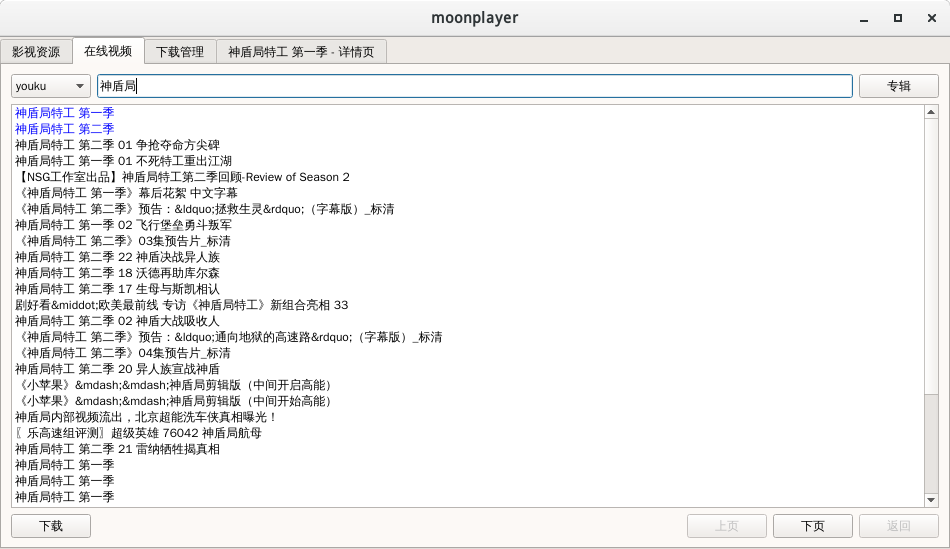 moonplayer
影视资源 在线视频 下载管理 神盾局特工 第一季 - 详情页
youku 神盾局 专辑
神盾局特工 第一季
神盾局特工 第二季
神盾局特工 第二季 01 争抢夺命方尖碑
神盾局特工 第一季 01 不死特工重出江湖
【NSG工作室出品】神盾局特工第二季回顾-Review of Season 2
《神盾局特工 第一季》幕后花絮 中文字幕
《神盾局特工 第二季》预告：&ldquo;拯救生灵&rdquo;（字幕版）_标清
神盾局特工 第一季 02 飞行堡垒勇斗叛军
《神盾局特工 第二季》03集预告片_标清
神盾局特工 第二季 22 神盾决战异人族
神盾局特工 第二季 18 沃德再助库尔森
神盾局特工 第二季 17 生母与斯凯相认
剧好看&middot;欧美最前线 专访《神盾局特工》新组合亮相 33
神盾局特工 第二季 02 神盾大战吸收人
《神盾局特工 第二季》预告：&ldquo;通向地狱的高速路&rdquo;（字幕版）_标清
《神盾局特工 第二季》04集预告片_标清
神盾局特工 第二季 20 异人族宣战神盾
《小苹果》&mdash;&mdash;神盾局剪辑版（中间开启高能）
《小苹果》&mdash;&mdash;神盾局剪辑版（中间开始高能）
神盾局内部视频流出，北京超能洗车侠真相曝光！
〖乐高速组评测〗超级英雄 76042 神盾局航母
神盾局特工 第二季 21 雷纳牺牲揭真相
神盾局特工 第一季
神盾局特工 第一季
神盾局特工 第一季
下载 上页 下页 返回